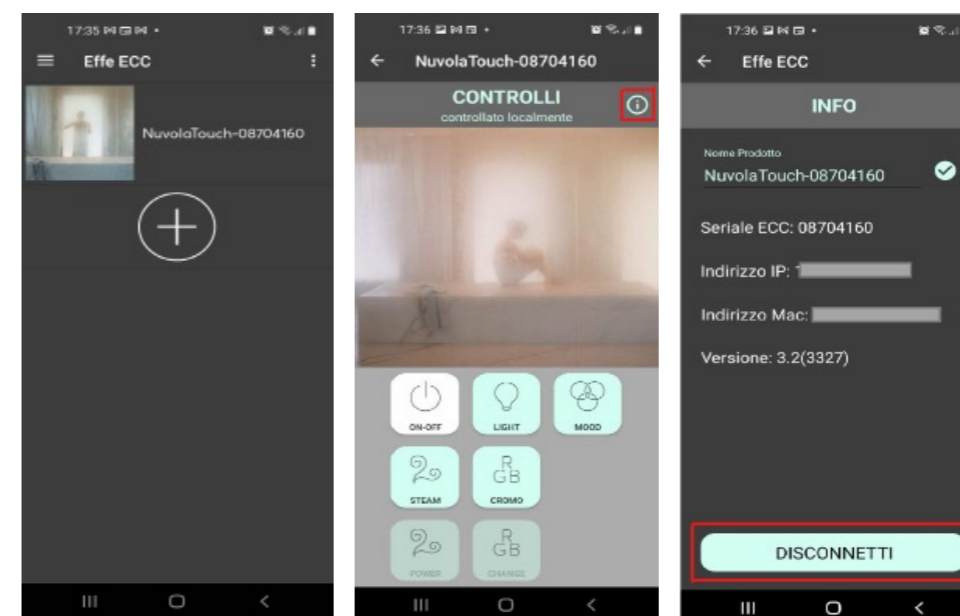 17:35
Effe ECC
NuvolaTouch-08704160
17:36
NuvolaTouch-08704160
CONTROLLI
controllato localmente
ON-OFF
LIGHT
MOOD
STEAM
R
GB
CROMO
POWER
R
GB
CHANGE
17:36
Effe ECC
INFO
Nome Prodotto
NuvolaTouch-08704160
Seriale ECC: 08704160
Indirizzo IP:
Indirizzo Mac:
Versione: 3.2(3327)
DISCONNETTI